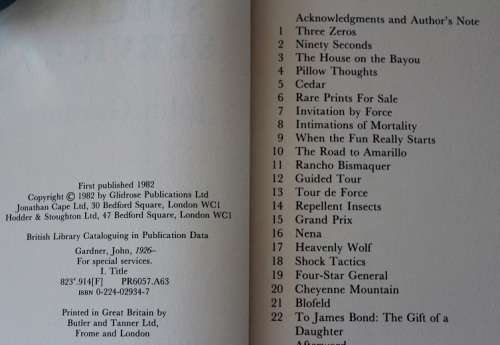 First published 1982
Copyright © 1982 by Glidrose Publications Ltd
Jonathan Cape Ltd, 30 Bedford Square, London WC1
Hodder & Stoughton Ltd, 47 Bedford Square, London WC1
British Library Cataloguing in Publication Data
Gardner, John, 1926–
For special services.
I. Title
823'.914[F] PR6057.A63
ISBN 0-224-02934-7
Printed in Great Britain by
Butler and Tanner Ltd,
Frome and London
Acknowledgments and Author's Note
1 Three Zeros
2 Ninety Seconds
3 The House on the Bayou
4 Pillow Thoughts
5 Cedar
6 Rare Prints For Sale
7 Invitation by Force
8 Intimations of Mortality
9 When the Fun Really Starts
10 The Road to Amarillo
11 Rancho Bismaquer
12 Guided Tour
13 Tour de Force
14 Repellent Insects
15 Grand Prix
16 Nena
17 Heavenly Wolf
18 Shock Tactics
19 Four-Star General
20 Cheyenne Mountain
21 Blofeld
22 To James Bond: The Gift of a
Daughter
Afterword